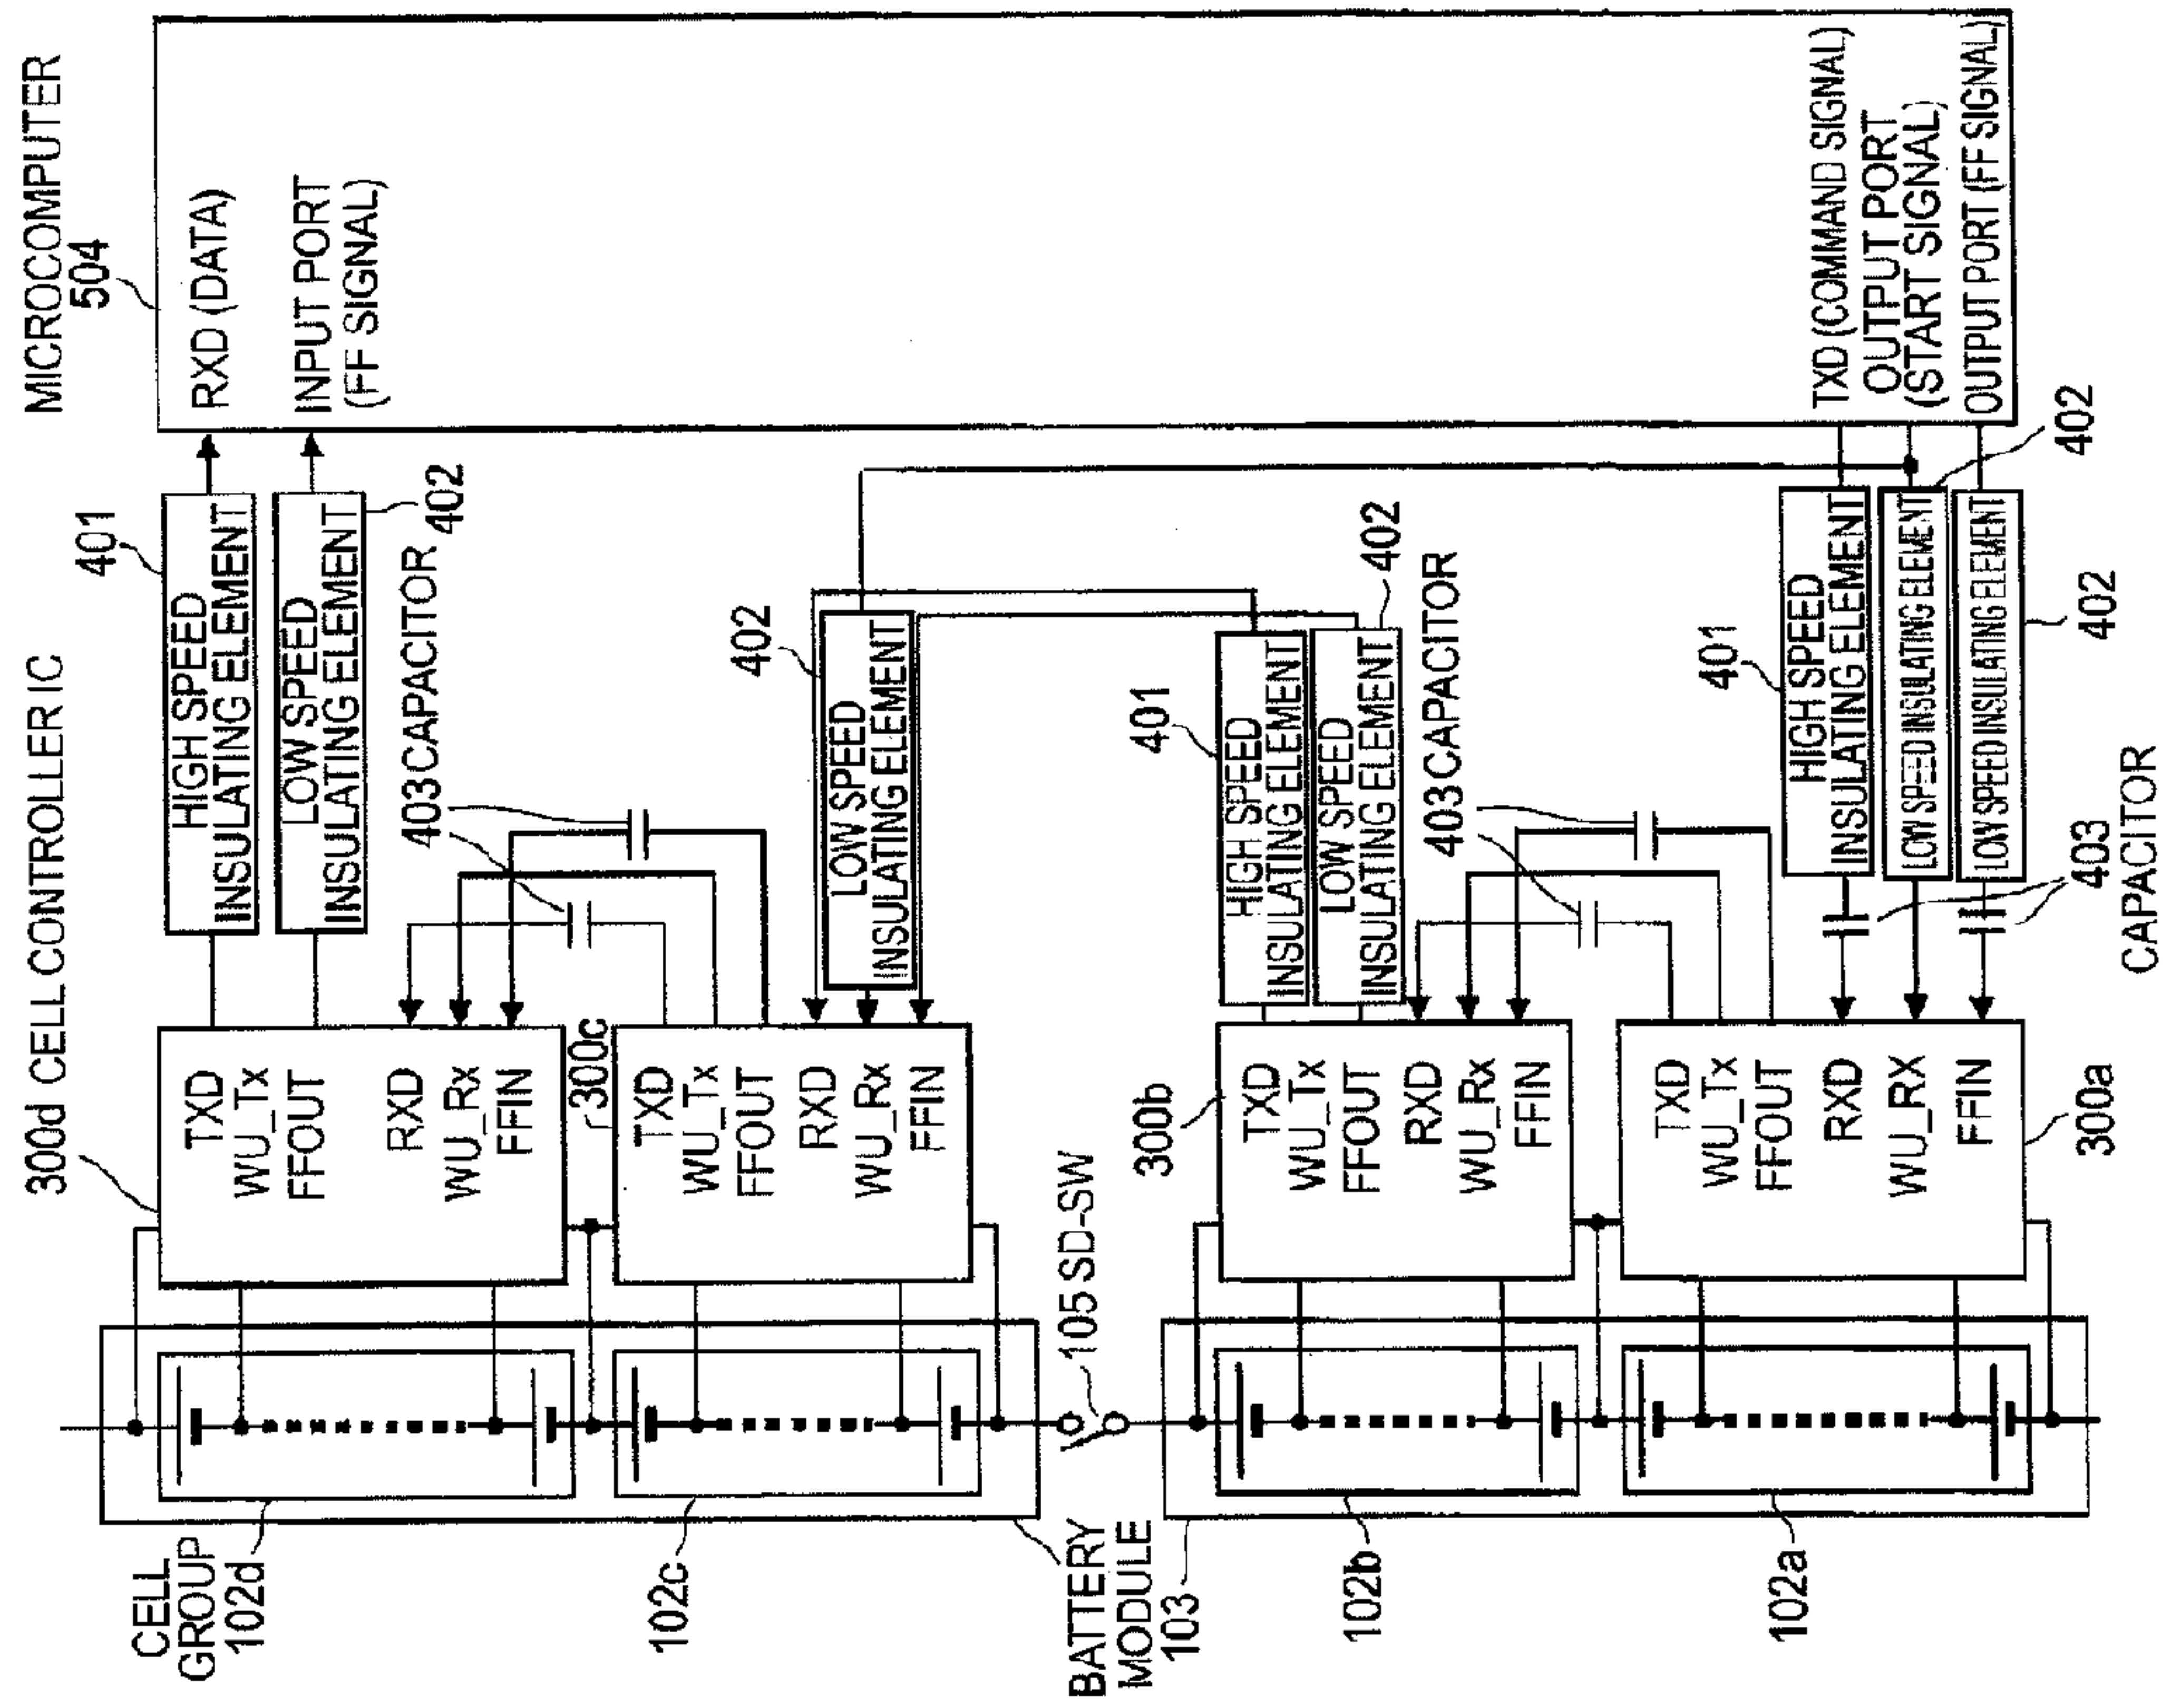 MICROCOMPUTER
504
RXD (DATA)
INPUT PORT
(FF SIGNAL)
TXD (COMMAND SIGNAL)
OUTPUT PORT
(START SIGNAL)
OUTPUT PORT (FF SIGNAL)
401
HIGH SPEED
INSULATING ELEMENT
LOW SPEED
INSULATING ELEMENT
402
403 CAPACITOR
402
LOW SPEED
INSULATING ELEMENT
401
HIGH SPEED
INSULATING ELEMENT
LOW SPEED
INSULATING ELEMENT
402
403 CAPACITOR
401
HIGH SPEED
INSULATING ELEMENT
LOW SPEED INSULATING ELEMENT
402
LOW SPEED INSULATING ELEMENT
402
403
CAPACITOR
300d CELL CONTROLLER IC
TXD
WU_Tx
FFOUT
RXD
WU_Rx
FFIN
300c
TXD
WU_Tx
FFOUT
RXD
WU_Rx
FFIN
300b
TXD
WU_Tx
FFOUT
RXD
WU_Rx
FFIN
TXD
WU_Tx
FFOUT
RXD
WU_RX
FFIN
300a
105 SD-SW
CELL
GROUP
102d
102c
BATTERY
MODULE
103
102b
102a